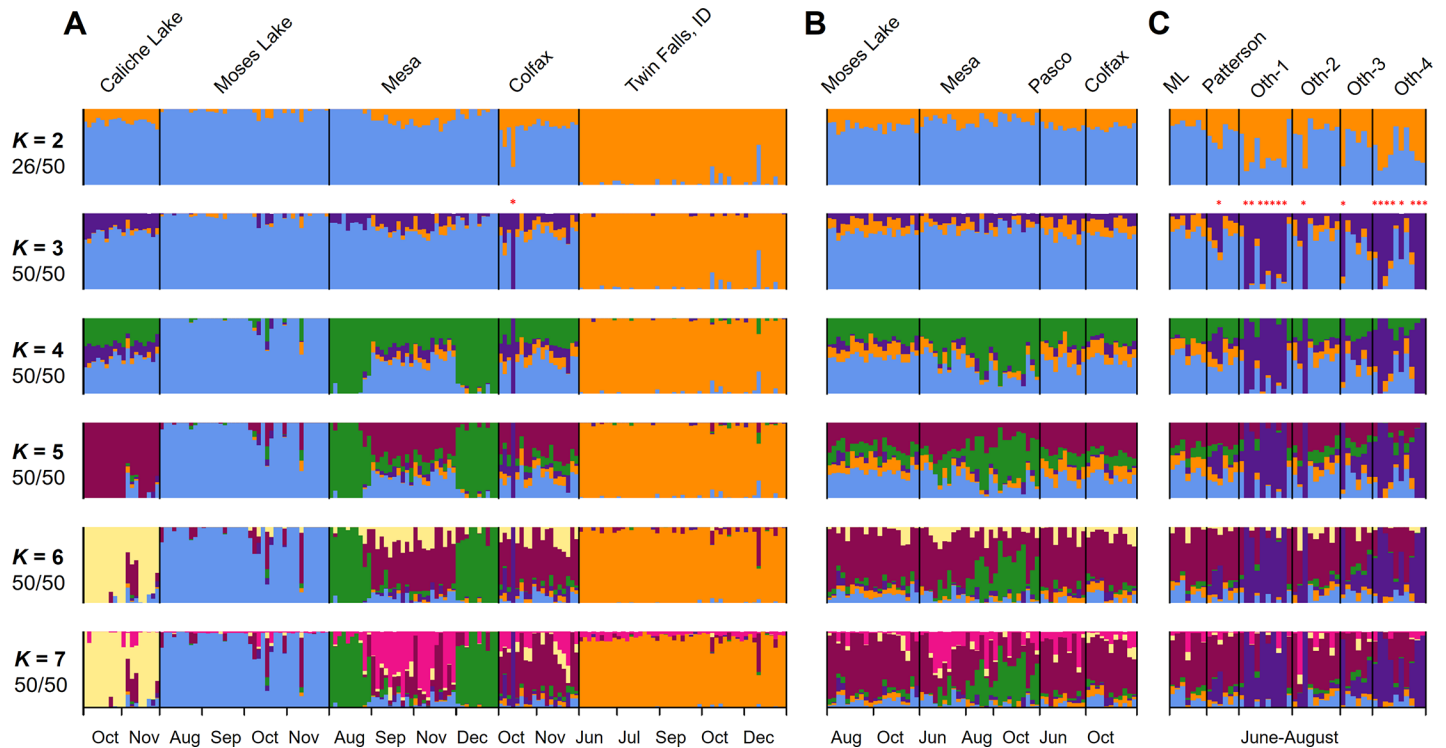 A B C
Caliche Lake Moses Lake Mesa Colfax Twin Falls, ID Moses Lake Mesa Pasco Colfax ML Patterson Oth-1 Oth-2 Oth-3 Oth-4
K = 2
26/50
* * ** ***** * * **** * ***
K = 3
50/50
K = 4
50/50
K = 5
50/50
K = 6
50/50
K = 7
50/50
Oct Nov Aug Sep Oct Nov Aug Mesa Dec Oct Nov Jun Jul Sep Oct Dec Aug Oct Jun Aug Oct Jun Oct June-August